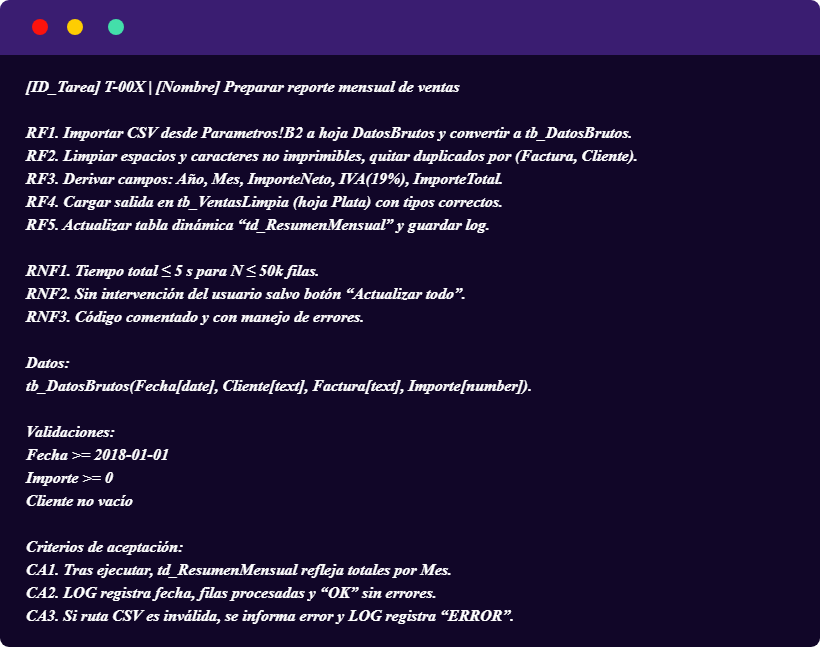 [ID_Tarea] T-00X | [Nombre] Preparar reporte mensual de ventas
RF1. Importar CSV desde Parametros!B2 a hoja DatosBrutos y convertir a tb_DatosBrutos.
RF2. Limpiar espacios y caracteres no imprimibles, quitar duplicados por (Factura, Cliente).
RF3. Derivar campos: Año, Mes, ImporteNeto, IVA(19%), ImporteTotal.
RF4. Cargar salida en tb_VentasLimpia (hoja Plata) con tipos correctos.
RF5. Actualizar tabla dinámica “td_ResumenMensual” y guardar log.
RNF1. Tiempo total ≤ 5 s para N ≤ 50k filas.
RNF2. Sin intervención del usuario salvo botón “Actualizar todo”.
RNF3. Código comentado y con manejo de errores.
Datos:
tb_DatosBrutos(Fecha[date], Cliente[text], Factura[text], Importe[number]).
Validaciones:
Fecha >= 2018-01-01
Importe >= 0
Cliente no vacío
Criterios de aceptación:
CA1. Tras ejecutar, td_ResumenMensual refleja totales por Mes.
CA2. LOG registra fecha, filas procesadas y “OK” sin errores.
CA3. Si ruta CSV es inválida, se informa error y LOG registra “ERROR”.